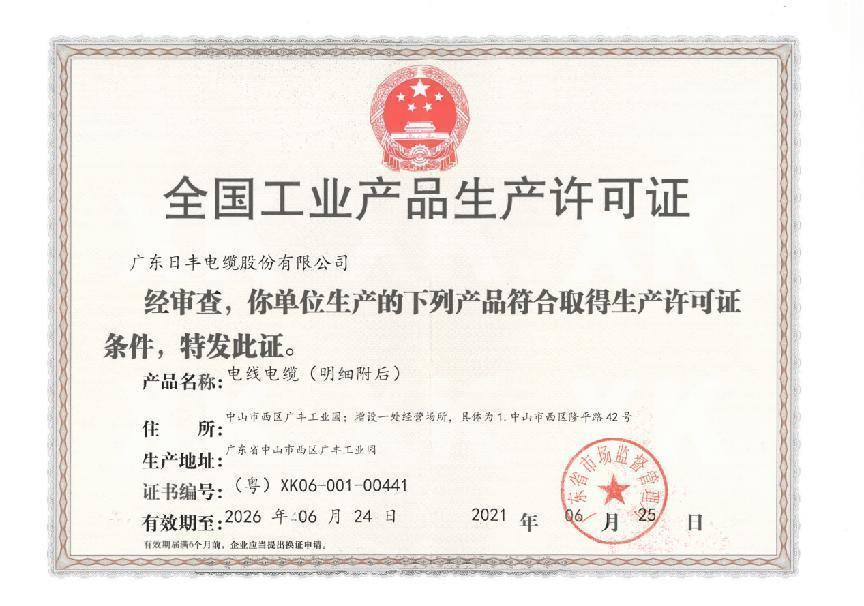 全国工业产品生产许可证
广东日丰电缆股份有限公司
经审查，你单位生产的下列产品符合取得生产许可证
条件，特发此证。
产品名称：电线电缆（明细附后）
住 所：中山市西区广丰工业园；增设一处经营场所，具体为1.中山市西区隆平路42号
生产地址：广东省中山市西区广丰工业园
证书编号：（粤）XK06-001-00441
有效期至：2026 年 06 月 24 日 2021 年 06 月 25 日
广东省市场监督管理局
有效期届满6个月前，企业应当提出换证申请。